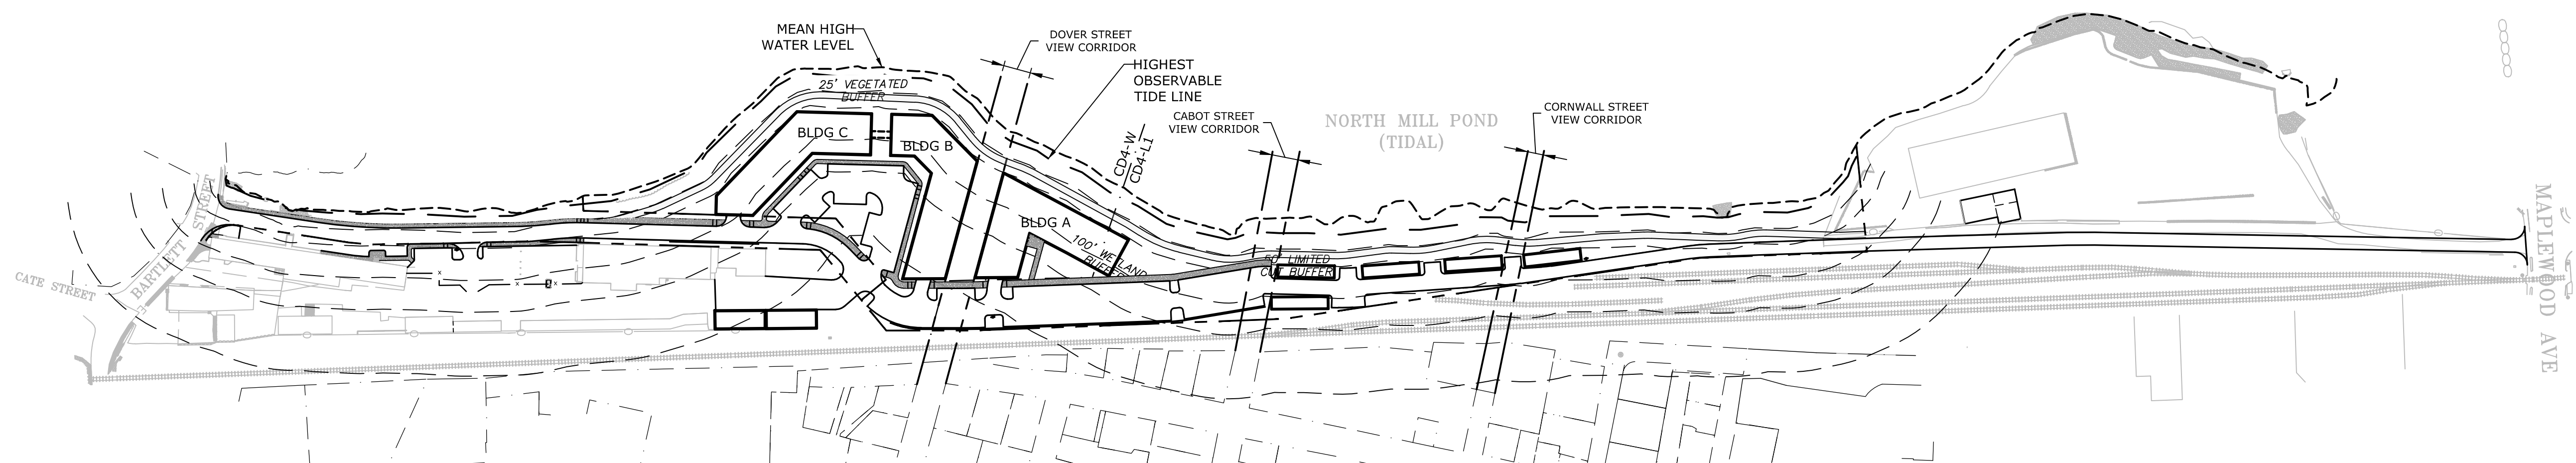 MEAN HIGH
WATER LEVEL
DOVER STREET
VIEW CORRIDOR
HIGHEST
OBSERVABLE
TIDE LINE
25' VEGETATED
BUFFER
CABOT STREET
VIEW CORRIDOR
NORTH MILL POND
(TIDAL)
CORNWALL STREET
VIEW CORRIDOR
BLDG C
BLDG B
CD4-W
CD4-L1
BLDG A
100' WETLAND
BUFFER
50' LIMITED
CUT BUFFER
BARTLETT STREET
CATE STREET
MAPLEWOOD AVE
x
x
x